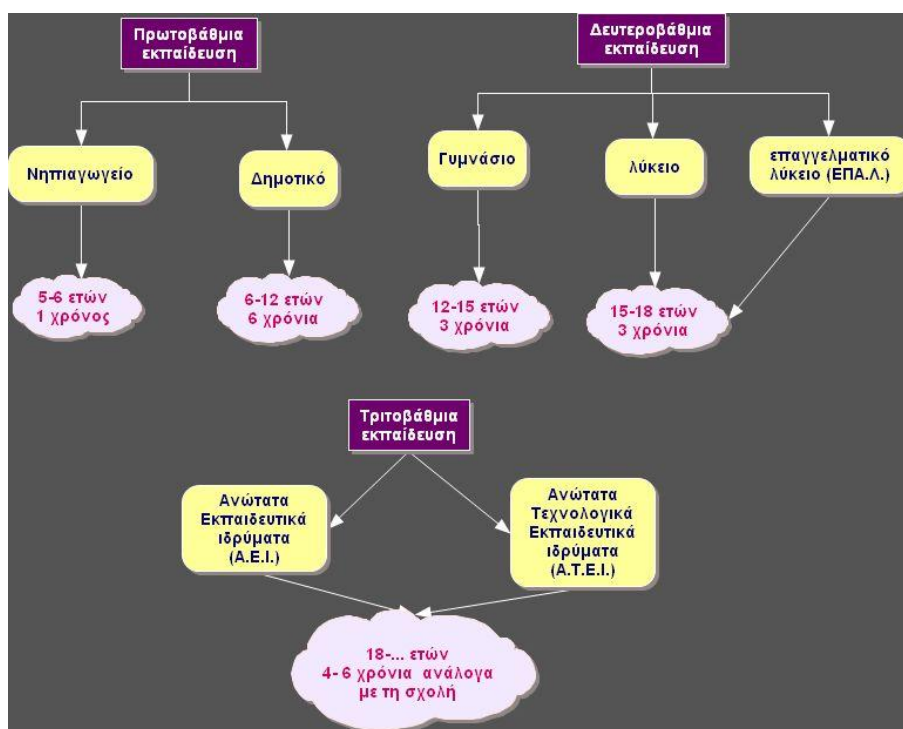 Πρωτοβάθμια
εκπαίδευση
Δευτεροβάθμια
εκπαίδευση
Νηπιαγωγείο
Δημοτικό
Γυμνάσιο
λύκειο
επαγγελματικό
λύκειο (ΕΠΑ.Λ.)
5-6 ετών
1 χρόνος
6-12 ετών
6 χρόνια
12-15 ετών
3 χρόνια
15-18 ετών
3 χρόνια
Τριτοβάθμια
εκπαίδευση
Ανώτατα
Εκπαιδευτικά
ιδρύματα
(Α.Ε.Ι.)
Ανώτατα
Τεχνολογικά
Εκπαιδευτικά
ιδρύματα
(Α.Τ.Ε.Ι.)
18-... ετών
4- 6 χρόνια ανάλογα
με τη σχολή